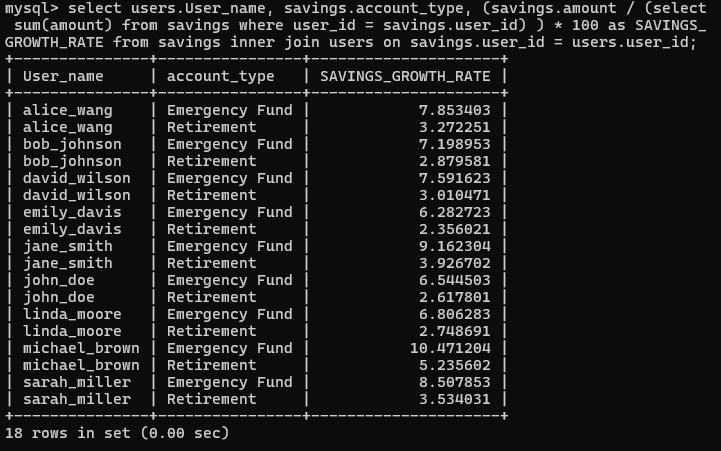 mysql> select users.User_name, savings.account_type, (savings.amount / (select
 sum(amount) from savings where user_id = savings.user_id) ) * 100 as SAVINGS_
GROWTH_RATE from savings inner join users on savings.user_id = users.user_id;
+---------------+----------------+---------------------+
| User_name     | account_type   | SAVINGS_GROWTH_RATE |
+---------------+----------------+---------------------+
| alice_wang    | Emergency Fund |            7.853403 |
| alice_wang    | Retirement     |            3.272251 |
| bob_johnson   | Emergency Fund |            7.198953 |
| bob_johnson   | Retirement     |            2.879581 |
| david_wilson  | Emergency Fund |            7.591623 |
| david_wilson  | Retirement     |            3.010471 |
| emily_davis   | Emergency Fund |            6.282723 |
| emily_davis   | Retirement     |            2.356021 |
| jane_smith    | Emergency Fund |            9.162304 |
| jane_smith    | Retirement     |            3.926702 |
| john_doe      | Emergency Fund |            6.544503 |
| john_doe      | Retirement     |            2.617801 |
| linda_moore   | Emergency Fund |            6.806283 |
| linda_moore   | Retirement     |            2.748691 |
| michael_brown | Emergency Fund |           10.471204 |
| michael_brown | Retirement     |            5.235602 |
| sarah_miller  | Emergency Fund |            8.507853 |
| sarah_miller  | Retirement     |            3.534031 |
+---------------+----------------+---------------------+
18 rows in set (0.00 sec)